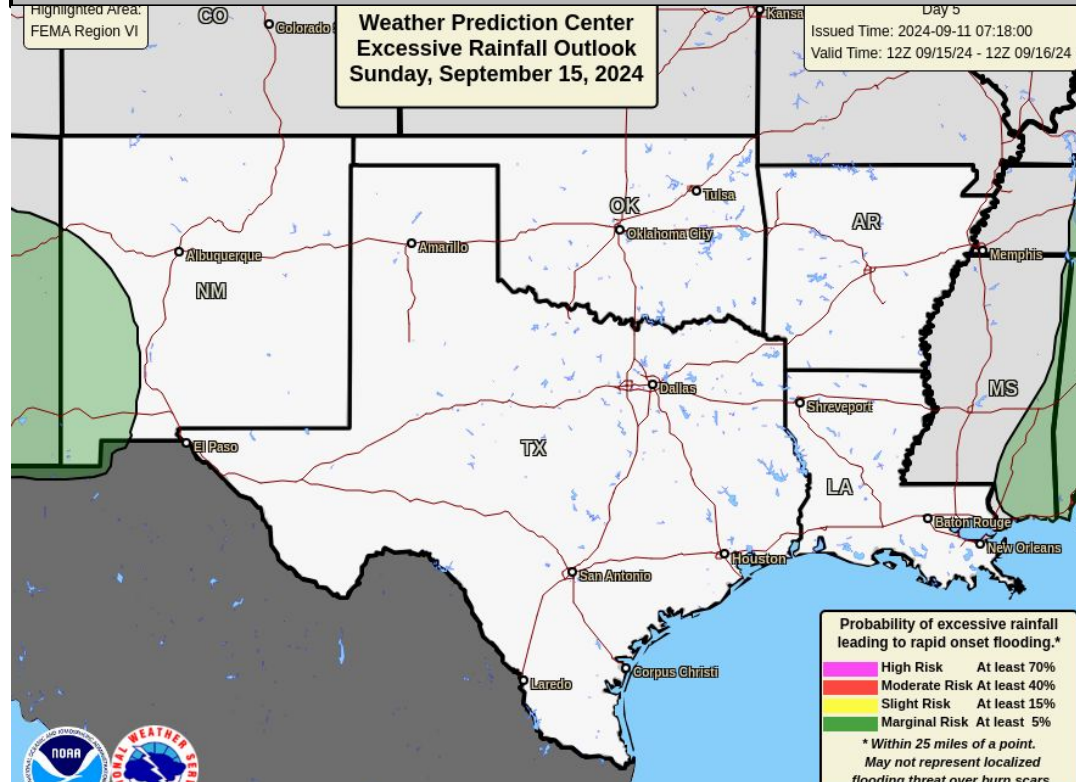 Highlighted Area:
FEMA Region VI
Weather Prediction Center
Excessive Rainfall Outlook
Sunday, September 15, 2024
Day 5
Issued Time: 2024-09-11 07:18:00
Valid Time: 12Z 09/15/24 - 12Z 09/16/24
CO
Colorado
Kansa
Tulsa
OK
Oklahoma City
AR
Albuquerque
Amarillo
Memphis
NM
MS
Dallas
Shreveport
El Paso
TX
LA
Baton Rouge
New Orleans
Houston
San Antonio
Corpus Christi
Laredo
Probability of excessive rainfall
leading to rapid onset flooding.*
High Risk At least 70%
Moderate Risk At least 40%
Slight Risk At least 15%
Marginal Risk At least 5%
* Within 25 miles of a point.
May not represent localized
flooding threat over burn scars
NOAA
NATIONAL WEATHER SER